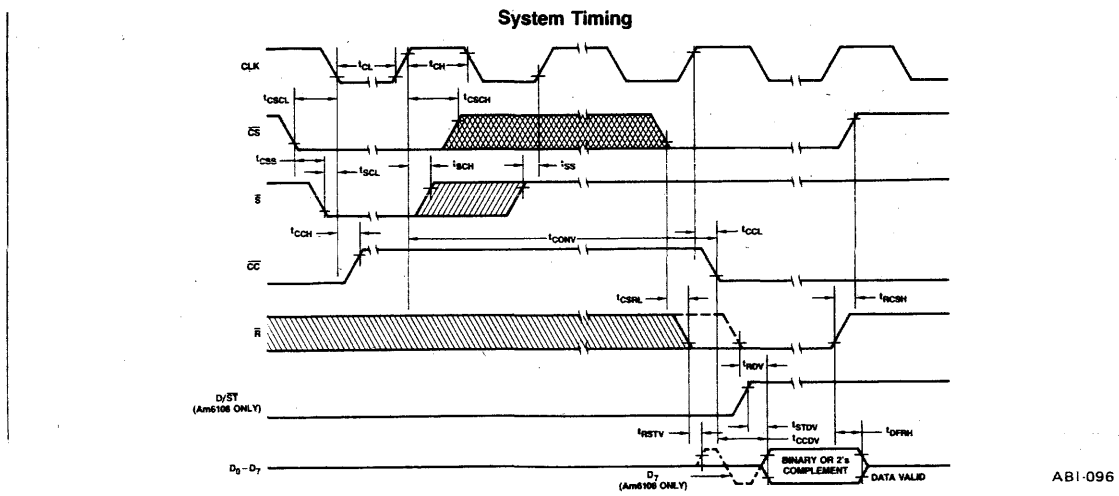 System Timing
CLK
tCL
tCH
tCSCL
tCSCH
CS
tCSS
tSCL
tSCH
tSS
S
tCCH
tCONV
tCCL
CC
tCSRL
tRCSH
R
tRDV
D/ST
(Am6108 ONLY)
tRSTV
tSTDV
tCCDV
tDFRH
D0-D7
D7
(Am6108 ONLY)
BINARY OR 2's
COMPLEMENT
DATA VALID
ABI-096